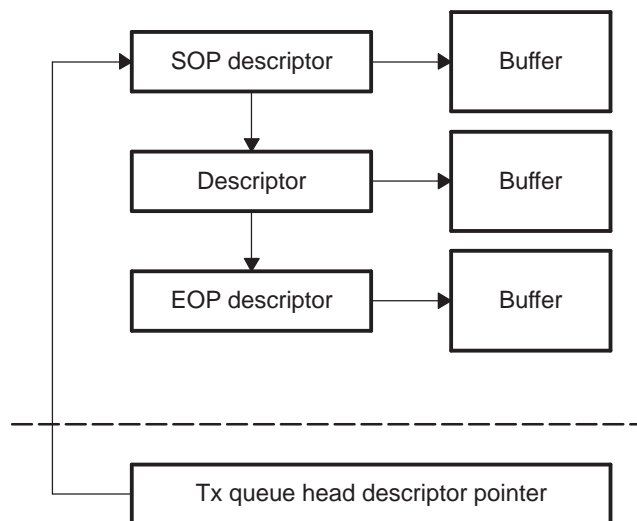 SOP descriptor
Buffer
Descriptor
Buffer
EOP descriptor
Buffer
Tx queue head descriptor pointer